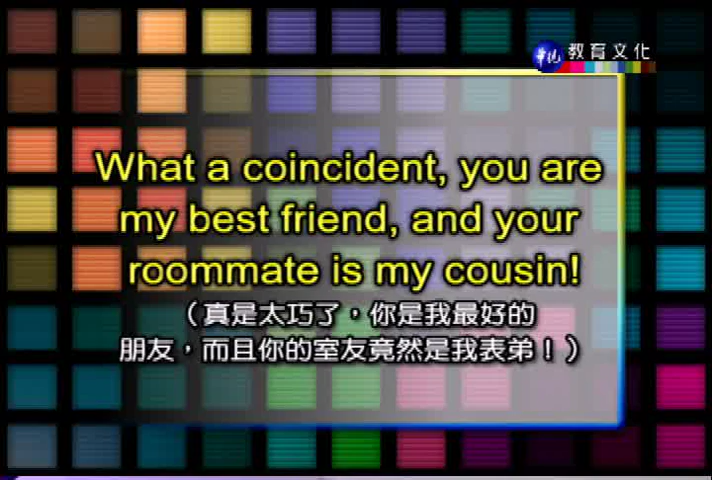 華視 教育文化
What a coincident, you are
my best friend, and your
roommate is my cousin!
（真是太巧了，你是我最好的
朋友，而且你的室友竟然是我表弟！）